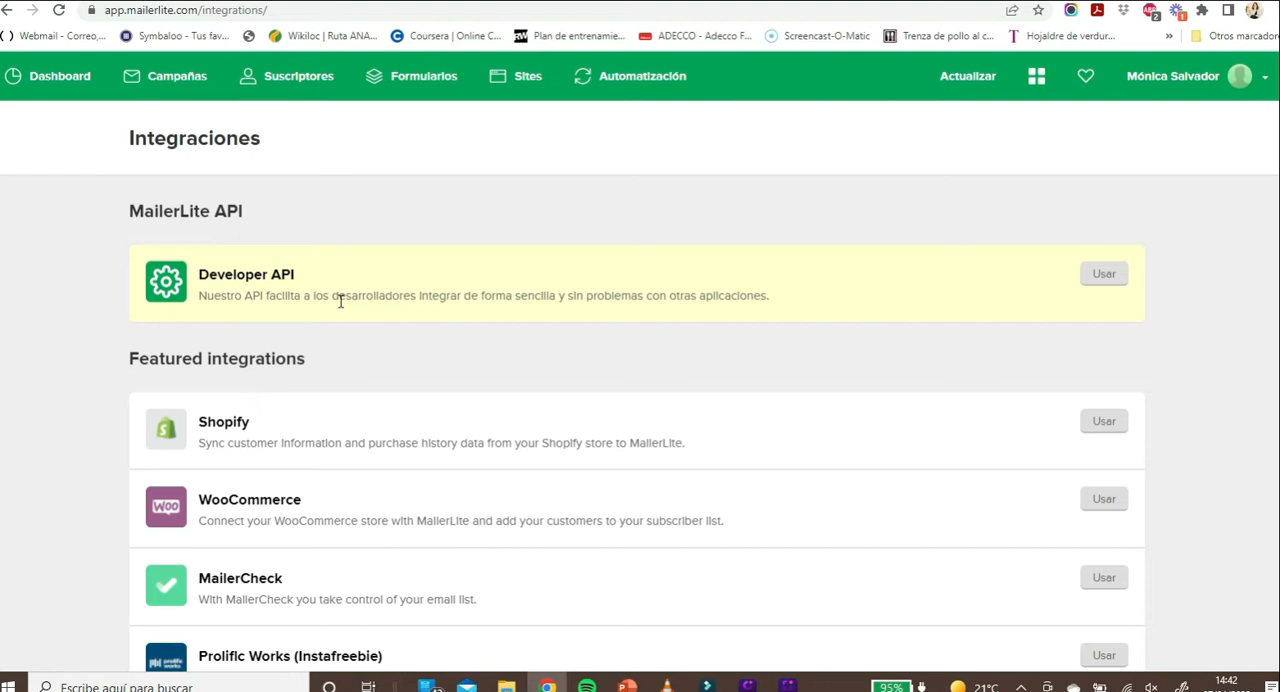 app.mailerlite.com/integrations/
Webmail - Correo,...
Symbaloo - Tus fav...
Wikiloc | Ruta ANA...
Coursera | Online C...
RW
Plan de entrenamie...
ADECCO - Adecco F...
Screencast-O-Matic
Trenza de pollo al c...
T
Hojaldre de verdur...
»
Otros marcador
Dashboard
Campañas
Suscriptores
Formularios
Sites
Automatización
Actualizar
Mónica Salvador
Integraciones
MailerLite API
Developer API
Usar
Nuestro API facilita a los desarrolladores integrar de forma sencilla y sin problemas con otras aplicaciones.
Featured integrations
Shopify
Usar
Sync customer information and purchase history data from your Shopify store to MailerLite.
WOO
WooCommerce
Usar
Connect your WooCommerce store with MailerLite and add your customers to your subscriber list.
MailerCheck
Usar
With MailerCheck you take control of your email list.
prolific works
Prolific Works (Instafreebie)
Usar
Escribe aquí para buscar
95%
21°C
14:42